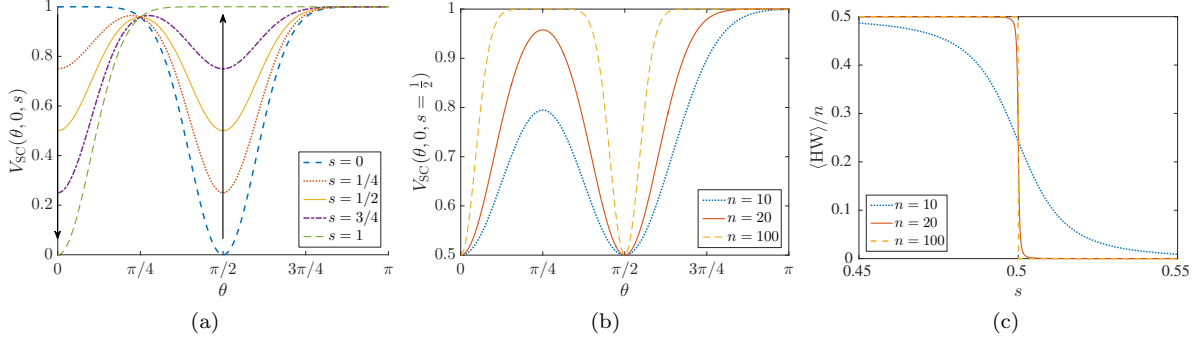 V_SC(θ, 0, s)
1
0.8
0.6
0.4
0.2
0
0
π/4
π/2
3π/4
π
θ
s = 0
s = 1/4
s = 1/2
s = 3/4
s = 1
(a)
V_SC(θ, 0, s = 1/2)
1
0.9
0.8
0.7
0.6
0.5
0
π/4
π/2
3π/4
π
θ
n = 10
n = 20
n = 100
(b)
⟨HW⟩/n
0.5
0.4
0.3
0.2
0.1
0
0.45
0.5
0.55
s
n = 10
n = 20
n = 100
(c)